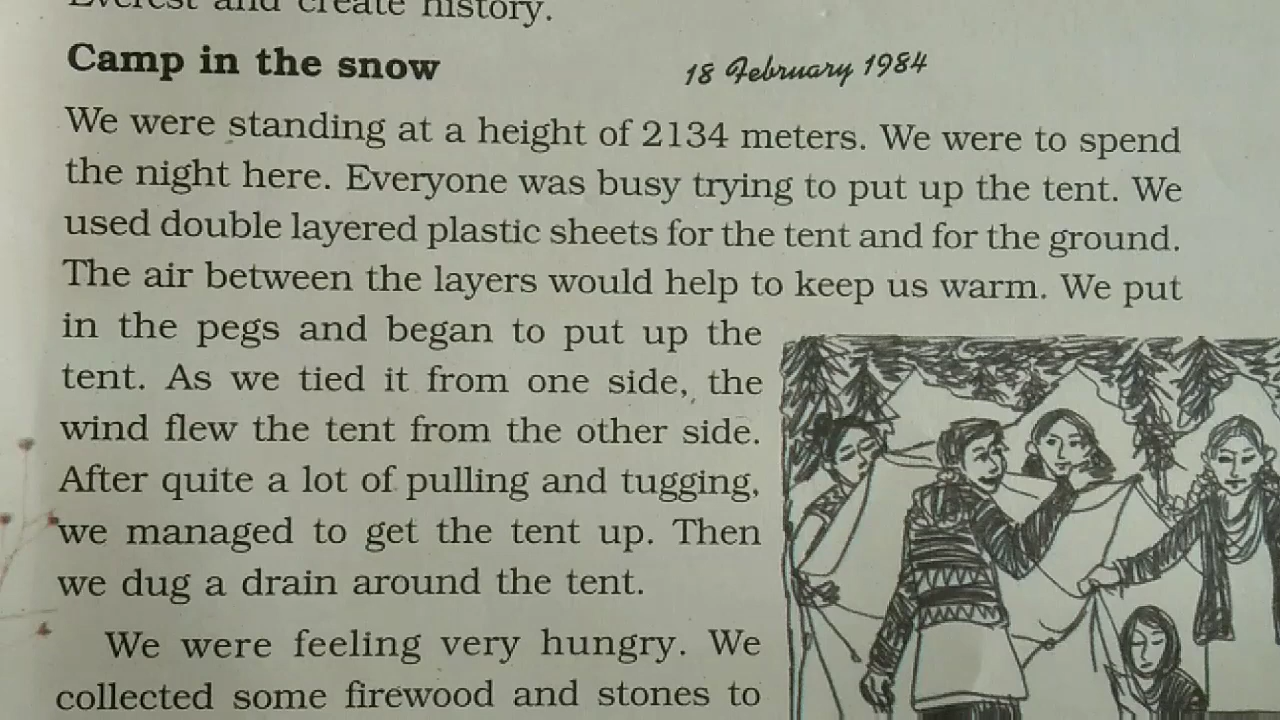 Everest and create history.
Camp in the snow
18 February 1984
We were standing at a height of 2134 meters. We were to spend
the night here. Everyone was busy trying to put up the tent. We
used double layered plastic sheets for the tent and for the ground.
The air between the layers would help to keep us warm. We put
in the pegs and began to put up the
tent. As we tied it from one side, the
wind flew the tent from the other side.
After quite a lot of pulling and tugging,
we managed to get the tent up. Then
we dug a drain around the tent.
We were feeling very hungry. We
collected some firewood and stones to